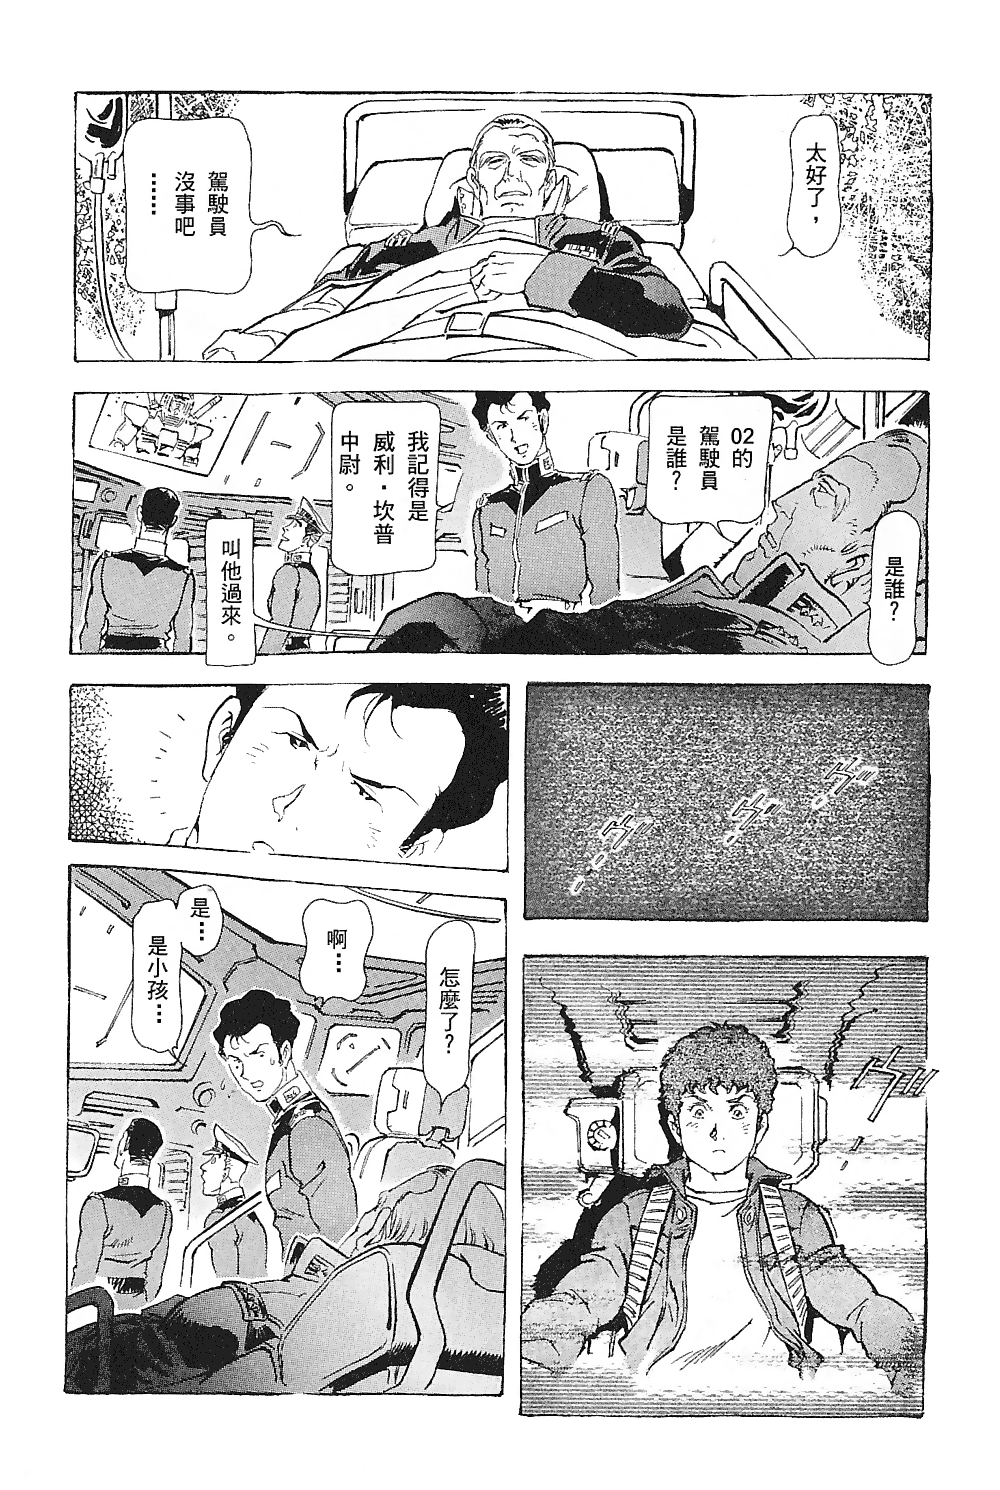 太好了，
駕駛員
沒事吧
……
02的
駕駛員
是誰？
是誰？
我記得是
威利·坎普
中尉。
叫他過來。
怎麼了？
啊…
是…
是小孩…